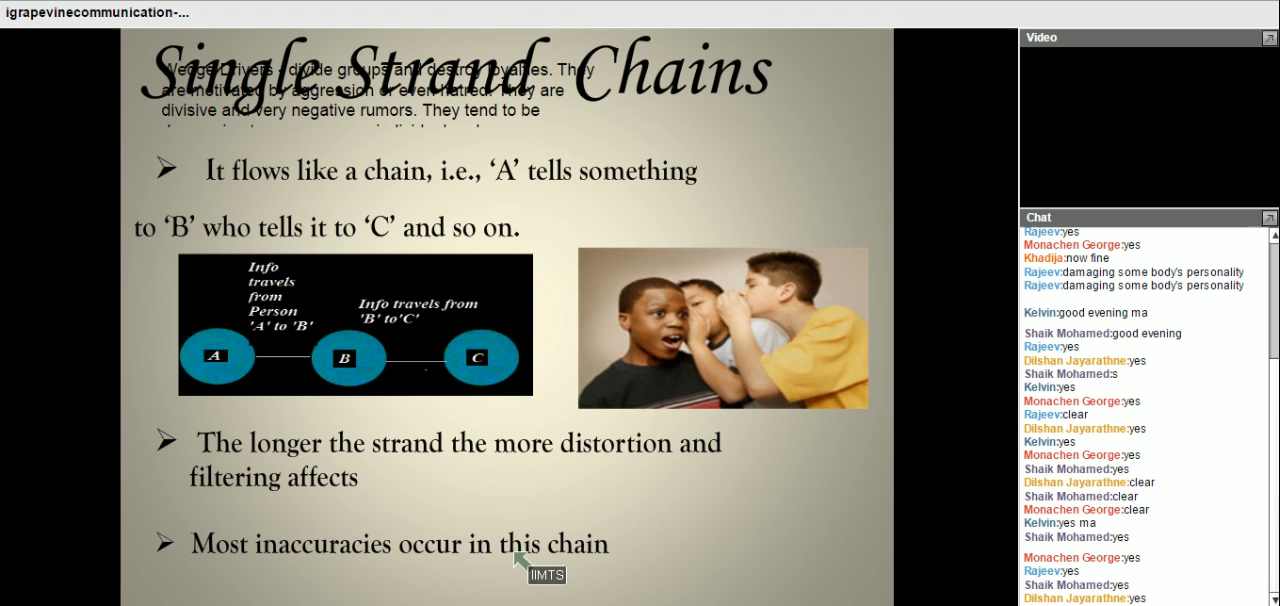 igrapevinecommunication-...
Single Strand Chains
Wedge Drivers - divide groups and destroy loyalties. They
are motivated by aggression or even hatred. They are
divisive and very negative rumors. They tend to be
➢ It flows like a chain, i.e., ‘A’ tells something
to ‘B’ who tells it to ‘C’ and so on.
Info
travels
from
Person
'A' to 'B'
Info travels from
'B' to'C'
A
B
C
➢ The longer the strand the more distortion and
filtering affects
➢ Most inaccuracies occur in this chain
IIMTS
Video
Chat
Rajeev:yes
Monachen George:yes
Khadija:now fine
Rajeev:damaging some body's personality
Rajeev:damaging some body's personality
Kelvin:good evening ma
Shaik Mohamed:good evening
Rajeev:yes
Dilshan Jayarathne:yes
Shaik Mohamed:s
Kelvin:yes
Monachen George:yes
Rajeev:clear
Dilshan Jayarathne:yes
Kelvin:yes
Monachen George:yes
Shaik Mohamed:yes
Dilshan Jayarathne:clear
Shaik Mohamed:clear
Monachen George:clear
Kelvin:yes ma
Shaik Mohamed:yes
Monachen George:yes
Rajeev:yes
Shaik Mohamed:yes
Dilshan Jayarathne:yes